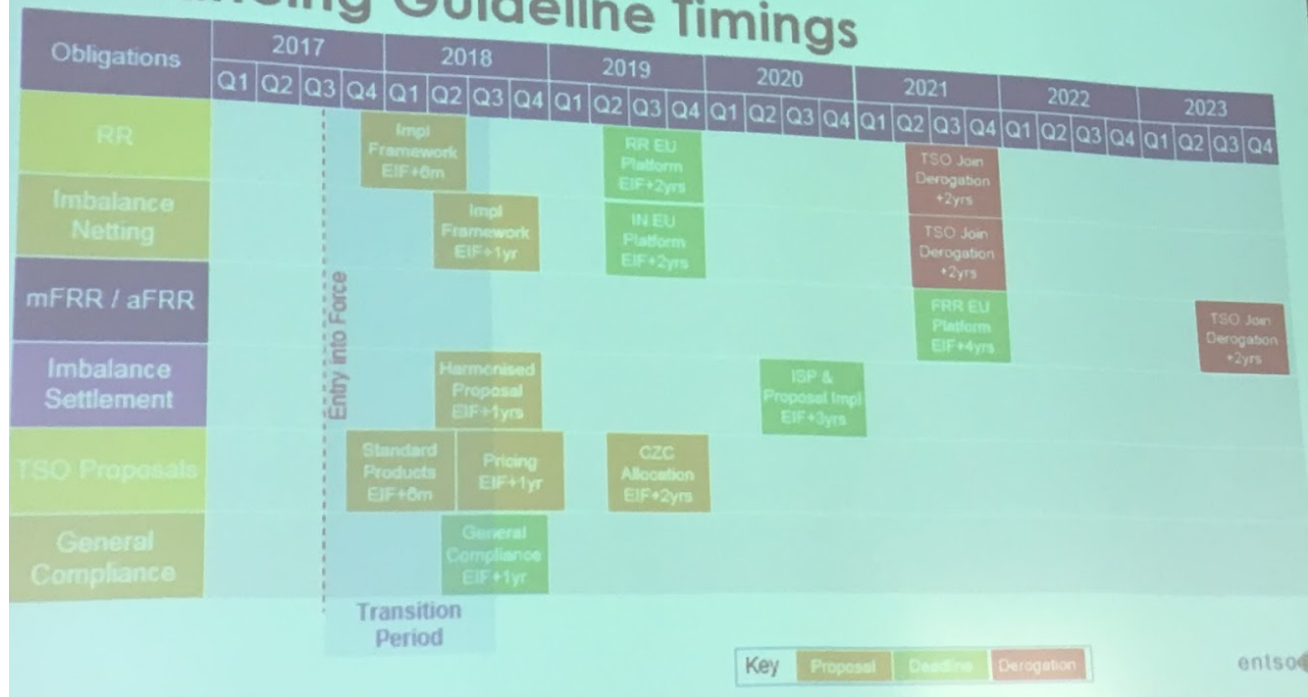 Guideline Timings
Obligations
2017 2018 2019 2020 2021 2022 2023
Q1 Q2 Q3 Q4 Q1 Q2 Q3 Q4 Q1 Q2 Q3 Q4 Q1 Q2 Q3 Q4 Q1 Q2 Q3 Q4 Q1 Q2 Q3 Q4 Q1 Q2 Q3 Q4
RR
Impl
Framework
EIF+6m
RR EU
Platform
EIF+2yrs
TSO Join
Derogation
+2yrs
Imbalance
Netting
Impl
Framework
EIF+1yr
IN EU
Platform
EIF+2yrs
TSO Join
Derogation
+2yrs
mFRR / aFRR
FRR EU
Platform
EIF+4yrs
TSO Join
Derogation
+2yrs
Entry into Force
Imbalance
Settlement
Harmonised
Proposal
EIF+1yrs
ISP &
Proposal Impl
EIF+3yrs
TSO Proposals
Standard
Products
EIF+6m
Pricing
EIF+1yr
CZC
Allocation
EIF+2yrs
General
Compliance
General
Compliance
EIF+1yr
Transition
Period
Key Proposal Deadline Derogation
entso